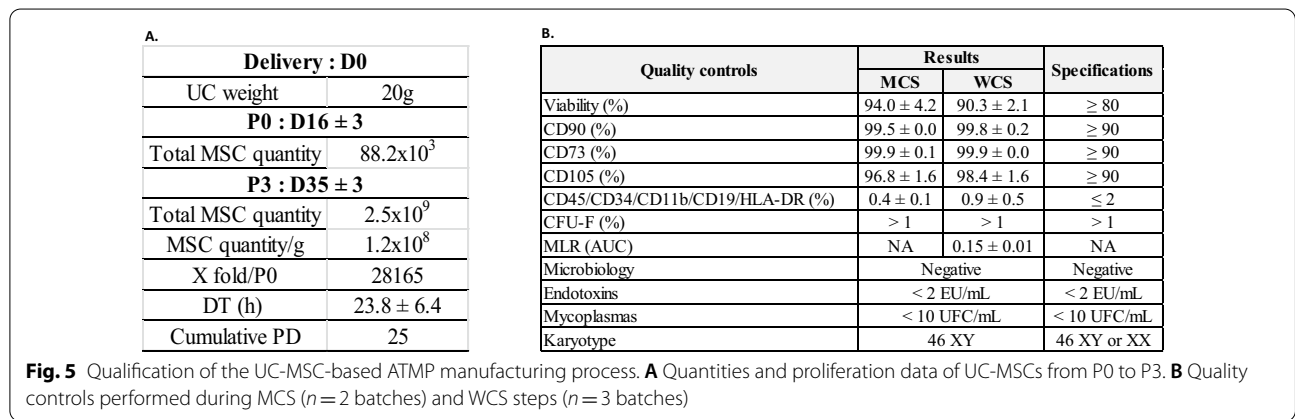 A.
Delivery : D0
UC weight 20g
P0 : D16 ± 3
Total MSC quantity 88.2x10³
P3 : D35 ± 3
Total MSC quantity 2.5x10⁹
MSC quantity/g 1.2x10⁸
X fold/P0 28165
DT (h) 23.8 ± 6.4
Cumulative PD 25
B.
Quality controls Results Specifications
MCS WCS
Viability (%) 94.0 ± 4.2 90.3 ± 2.1 ≥ 80
CD90 (%) 99.5 ± 0.0 99.8 ± 0.2 ≥ 90
CD73 (%) 99.9 ± 0.1 99.9 ± 0.0 ≥ 90
CD105 (%) 96.8 ± 1.6 98.4 ± 1.6 ≥ 90
CD45/CD34/CD11b/CD19/HLA-DR (%) 0.4 ± 0.1 0.9 ± 0.5 ≤ 2
CFU-F (%) > 1 > 1 > 1
MLR (AUC) NA 0.15 ± 0.01 NA
Microbiology Negative Negative
Endotoxins < 2 EU/mL < 2 EU/mL
Mycoplasmas < 10 UFC/mL < 10 UFC/mL
Karyotype 46 XY 46 XY or XX
Fig. 5 Qualification of the UC-MSC-based ATMP manufacturing process. A Quantities and proliferation data of UC-MSCs from P0 to P3. B Quality
controls performed during MCS (n = 2 batches) and WCS steps (n = 3 batches)